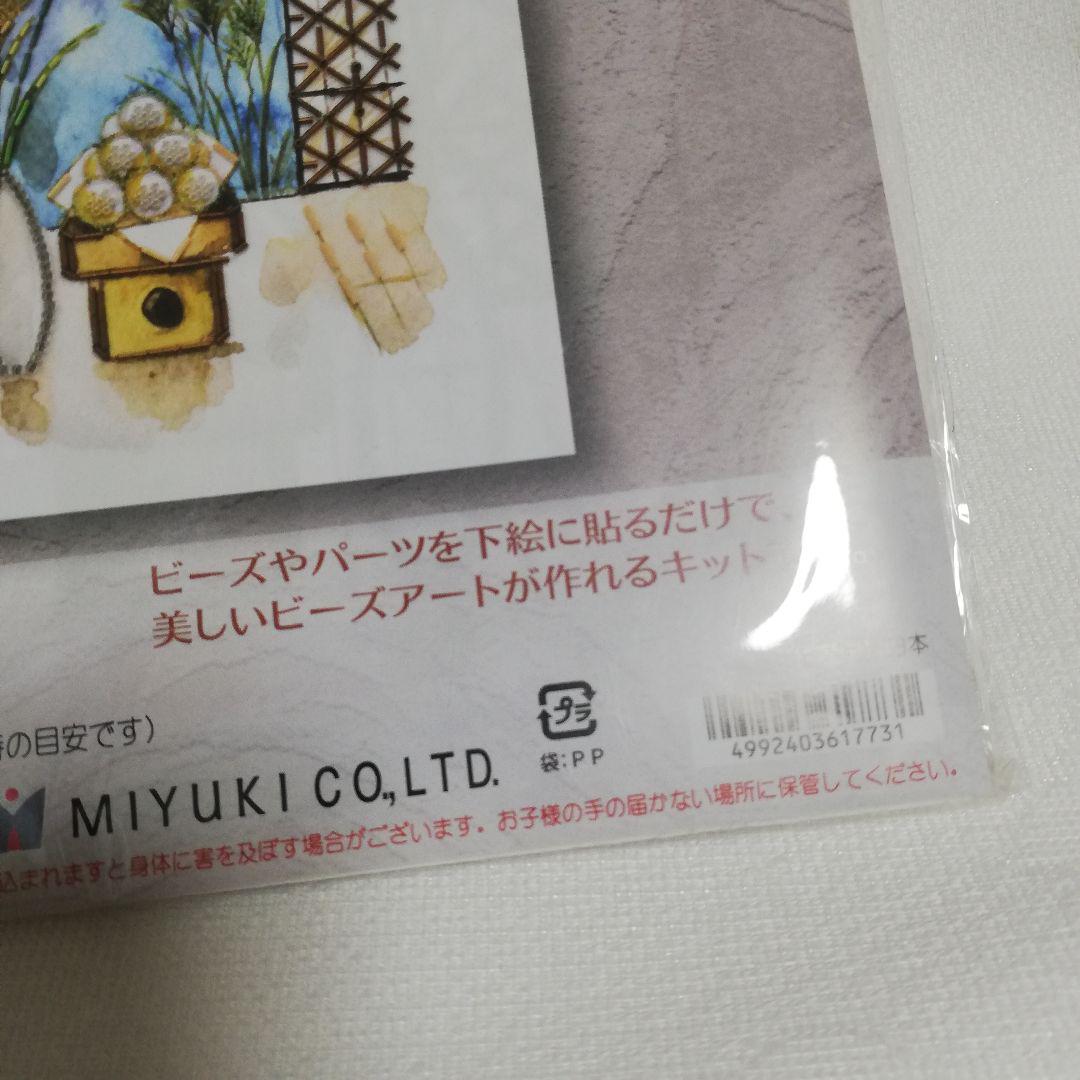 ビーズやパーツを下絵に貼るだけで、
美しいビーズアートが作れるキット
本
の目安です)
プラ
袋:PP
4992403617731
MIYUKI CO.,LTD.
込まれますと身体に害を及ぼす場合がございます。お子様の手の届かない場所に保管してください。